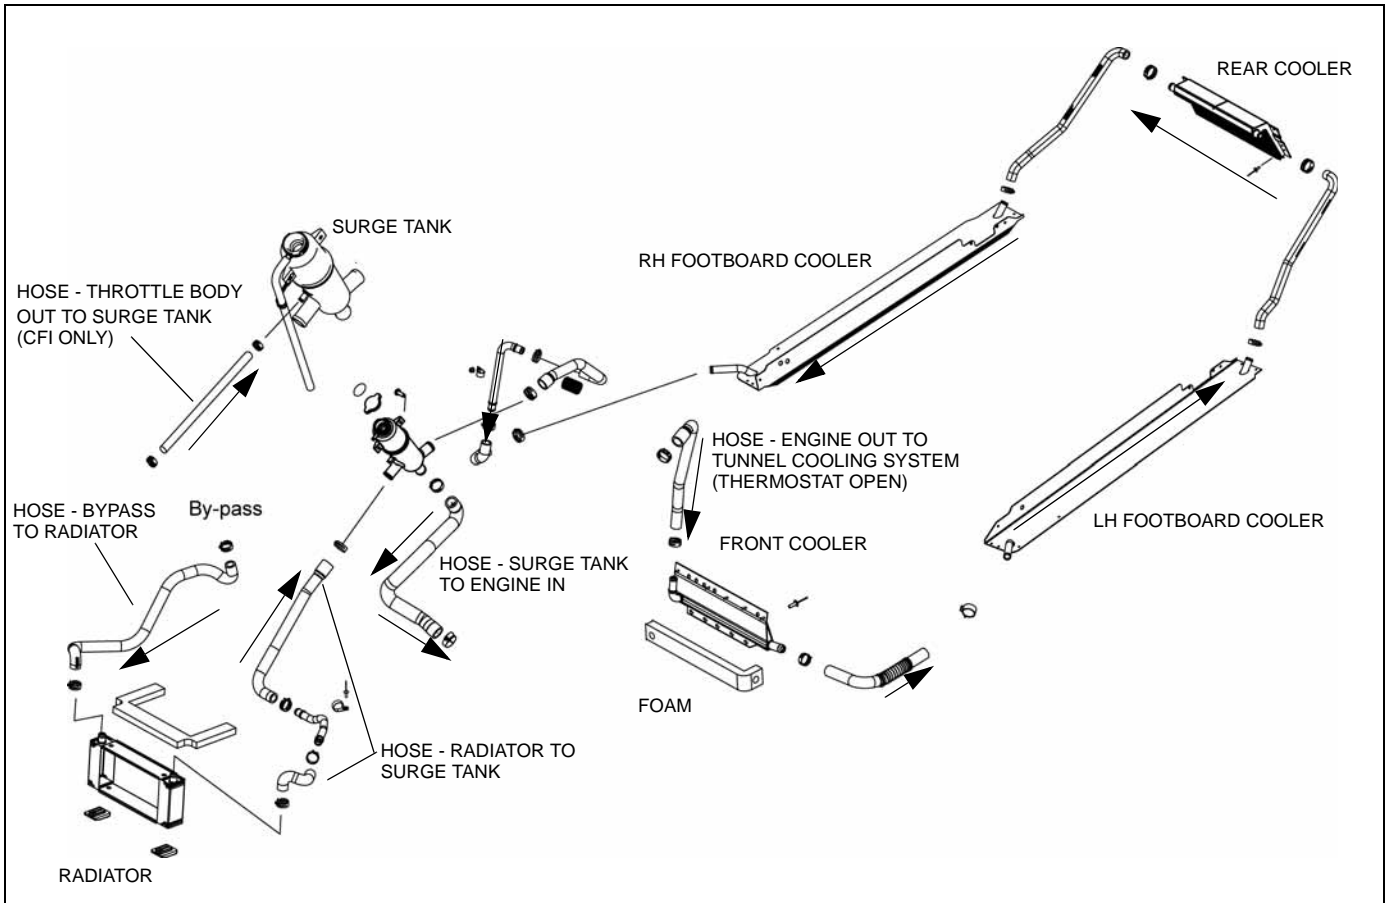 REAR COOLER
SURGE TANK
RH FOOTBOARD COOLER
HOSE - THROTTLE BODY
OUT TO SURGE TANK
(CFI ONLY)
HOSE - ENGINE OUT TO
TUNNEL COOLING SYSTEM
(THERMOSTAT OPEN)
HOSE - BYPASS
TO RADIATOR
By-pass
LH FOOTBOARD COOLER
FRONT COOLER
HOSE - SURGE TANK
TO ENGINE IN
FOAM
HOSE - RADIATOR TO
SURGE TANK
RADIATOR